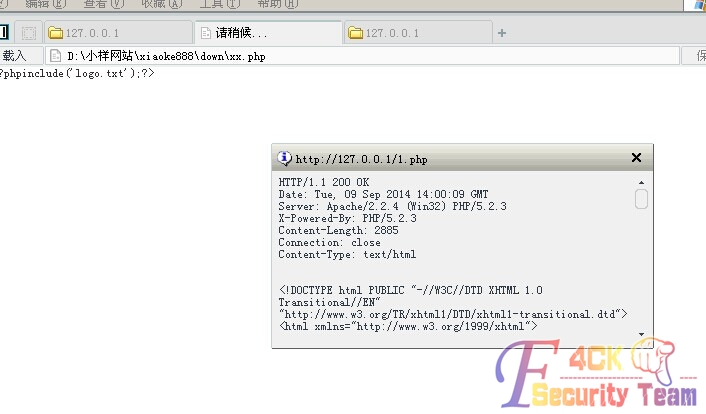 编辑(E) 查看(V) 收藏(A) 工具(T) 帮助(H)
127.0.0.1 请稍候... 127.0.0.1 +
载入 D:\小样网站\xiaoke888\down\xx.php
?phpinclude('logo.txt');?>
http://127.0.0.1/1.php
HTTP/1.1 200 OK
Date: Tue, 09 Sep 2014 14:00:09 GMT
Server: Apache/2.2.4 (Win32) PHP/5.2.3
X-Powered-By: PHP/5.2.3
Content-Length: 2885
Connection: close
Content-Type: text/html
<!DOCTYPE html PUBLIC "-//W3C//DTD XHTML 1.0
Transitional//EN"
"http://www.w3.org/TR/xhtml1/DTD/xhtml1-transitional.dtd">
<html xmlns="http://www.w3.org/1999/xhtml">
F4CK
Security Team